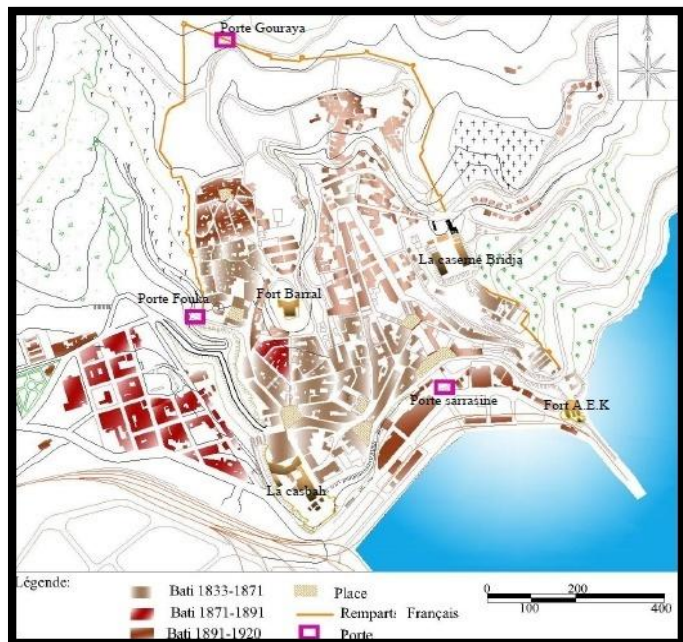 Porte Gouraya
La caserne Bridja
Porte Fouka
Fort Barral
Porte sarrasine
Fort A.E.K
La casbah
Légende:
Bati 1833-1871
Place
Bati 1871-1891
Remparts Français
Bati 1891-1920
Porte
0 200
100 400